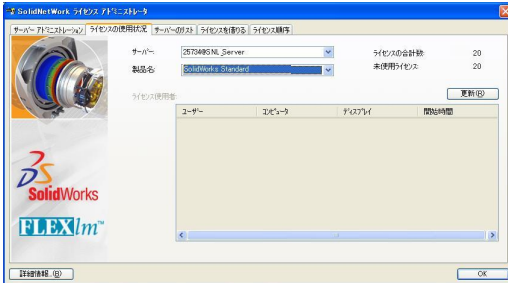 SolidNetWork ライセンス アドミニストレータ
サーバー アドミニストレーション ライセンスの使用状況 サーバーのリスト ライセンスを借りる ライセンス順序
サーバー: 25734@SNL_Server ライセンスの合計数: 20
製品名: SolidWorks Standard 未使用ライセンス: 20
ライセンス使用者: 更新(R)
ユーザー コンピュータ ディスプレイ 開始時間
SolidWorks
FLEXlm™
詳細情報...(B) OK